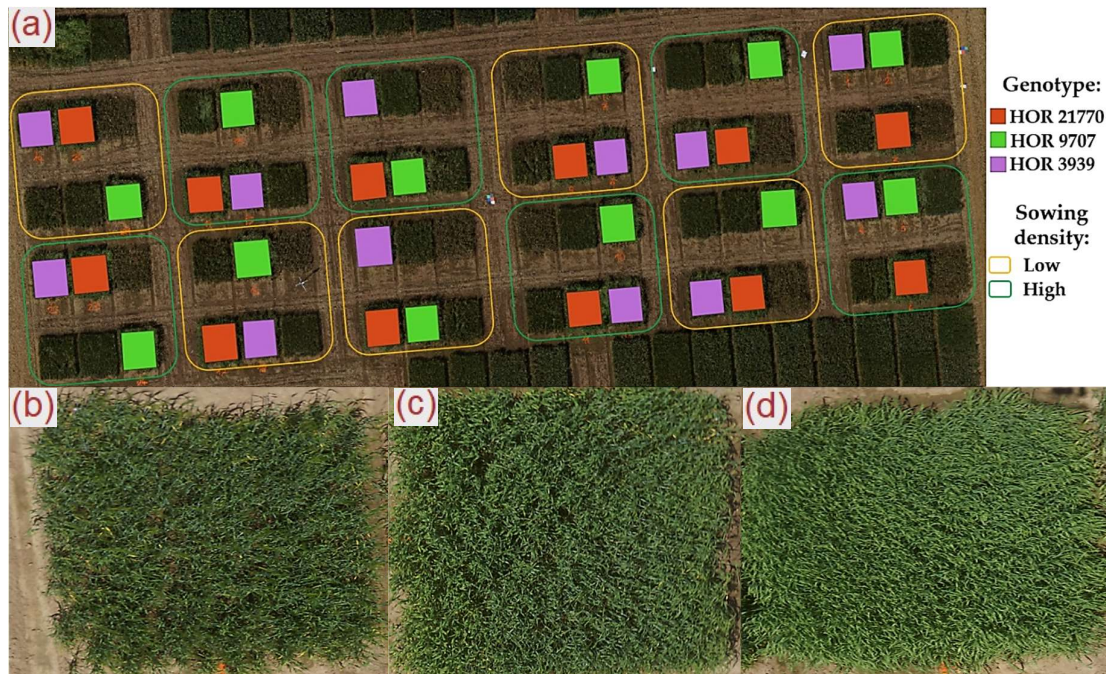 (a)
Genotype:
HOR 21770
HOR 9707
HOR 3939
Sowing
density:
Low
High
(b)
(c)
(d)